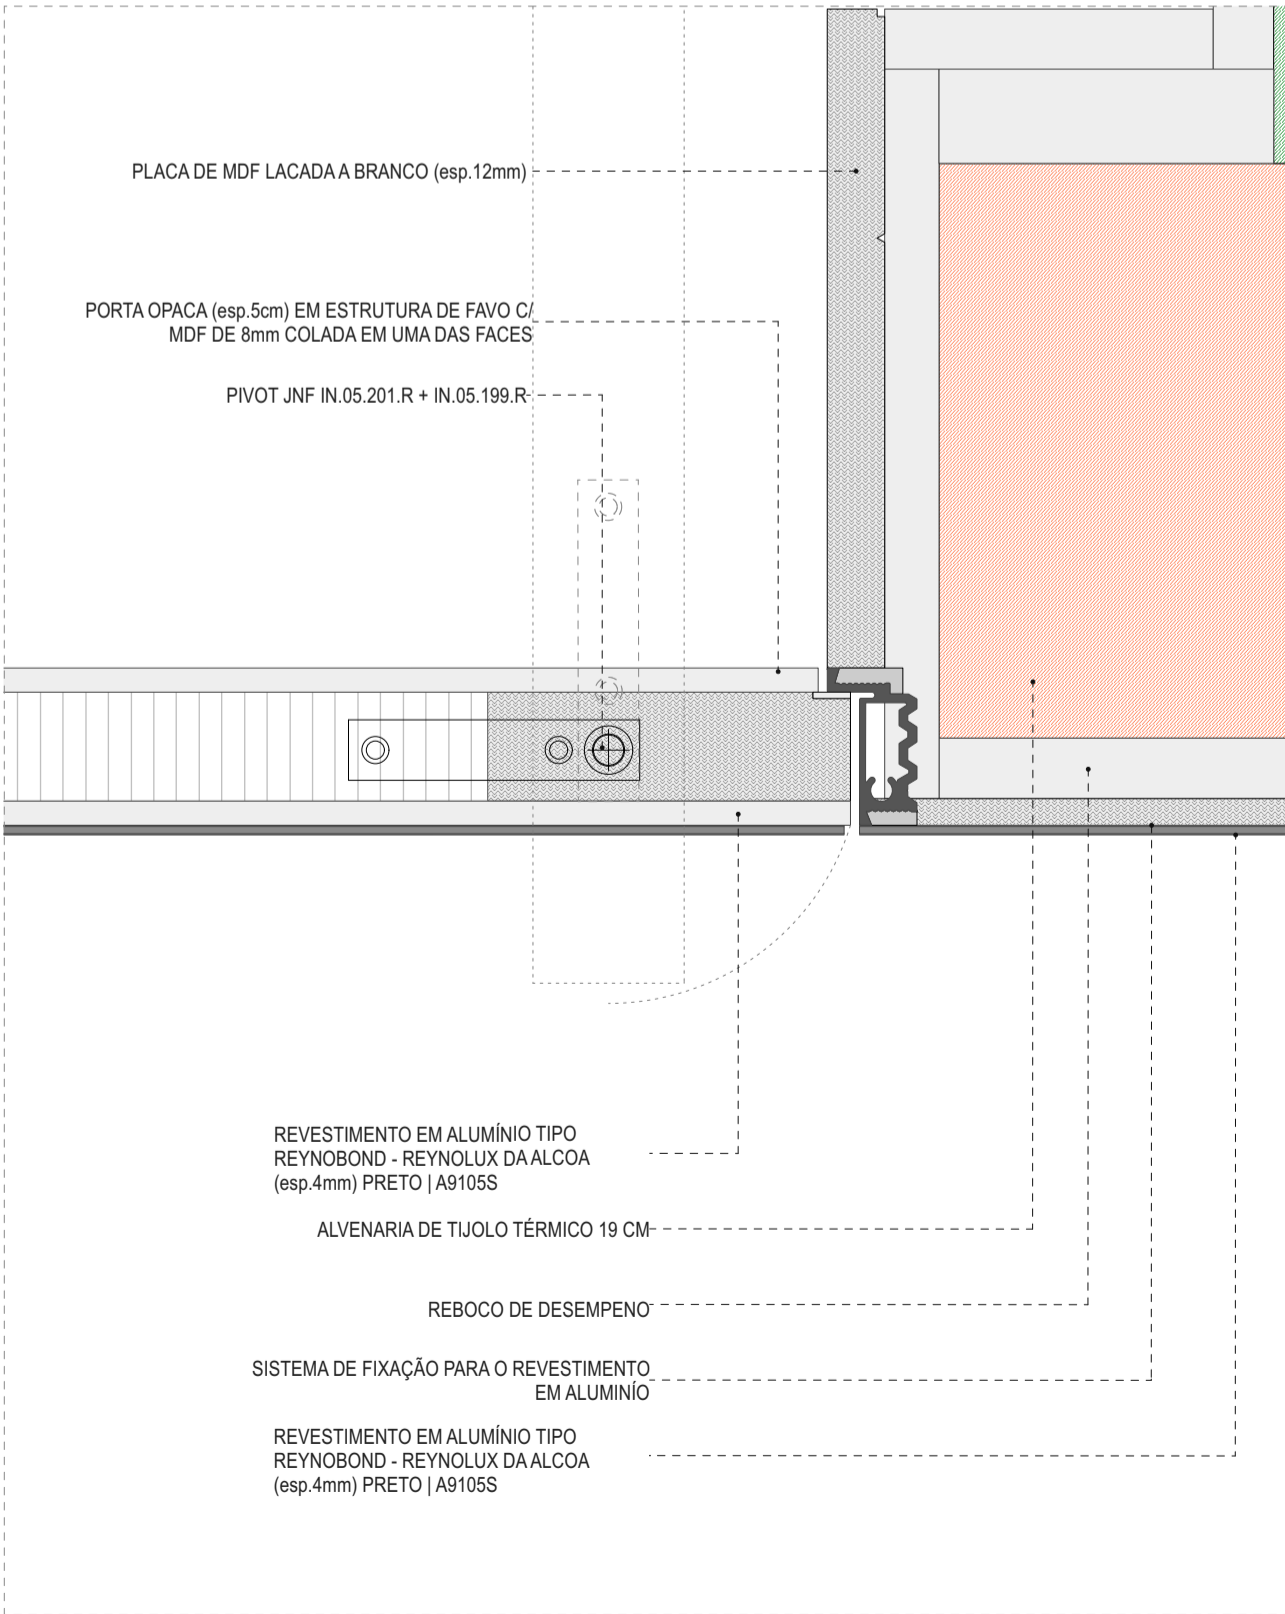 PLACA DE MDF LACADA A BRANCO (esp.12mm)
PORTA OPACA (esp.5cm) EM ESTRUTURA DE FAVO C/
MDF DE 8mm COLADA EM UMA DAS FACES
PIVOT JNF IN.05.201.R + IN.05.199.R
REVESTIMENTO EM ALUMÍNIO TIPO
REYNOBOND - REYNOLUX DA ALCOA
(esp.4mm) PRETO | A9105S
ALVENARIA DE TIJOLO TÉRMICO 19 CM
REBOCO DE DESEMPENO
SISTEMA DE FIXAÇÃO PARA O REVESTIMENTO
EM ALUMINÍO
REVESTIMENTO EM ALUMÍNIO TIPO
REYNOBOND - REYNOLUX DA ALCOA
(esp.4mm) PRETO | A9105S